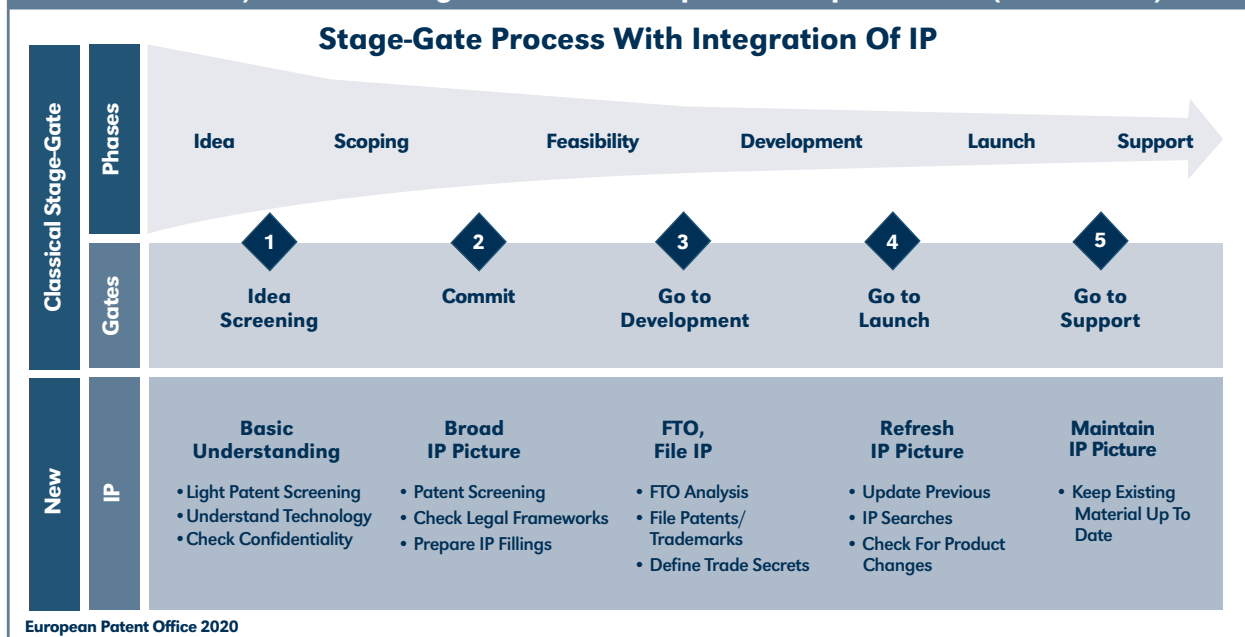 Stage-Gate Process With Integration Of IP
Classical Stage-Gate
Phases
Idea
Scoping
Feasibility
Development
Launch
Support
Gates
1
2
3
4
5
Idea
Screening
Commit
Go to
Development
Go to
Launch
Go to
Support
New
IP
Basic
Understanding
• Light Patent Screening
• Understand Technology
• Check Confidentiality
Broad
IP Picture
• Patent Screening
• Check Legal Frameworks
• Prepare IP Fillings
FTO,
File IP
• FTO Analysis
• File Patents/
Trademarks
• Define Trade Secrets
Refresh
IP Picture
• Update Previous
• IP Searches
• Check For Product
Changes
Maintain
IP Picture
• Keep Existing
Material Up To
Date
European Patent Office 2020